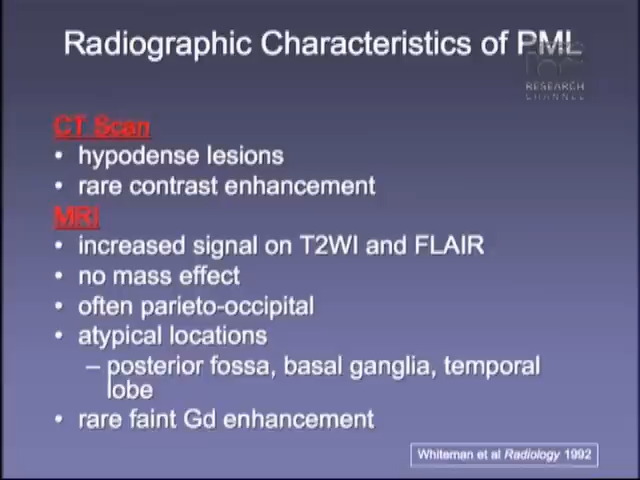 Radiographic Characteristics of PML
RESEARCH
CHANNEL
CT Scan
• hypodense lesions
• rare contrast enhancement
MRI
• increased signal on T2WI and FLAIR
• no mass effect
• often parieto-occipital
• atypical locations
– posterior fossa, basal ganglia, temporal
lobe
• rare faint Gd enhancement
Whiteman et al Radiology 1992